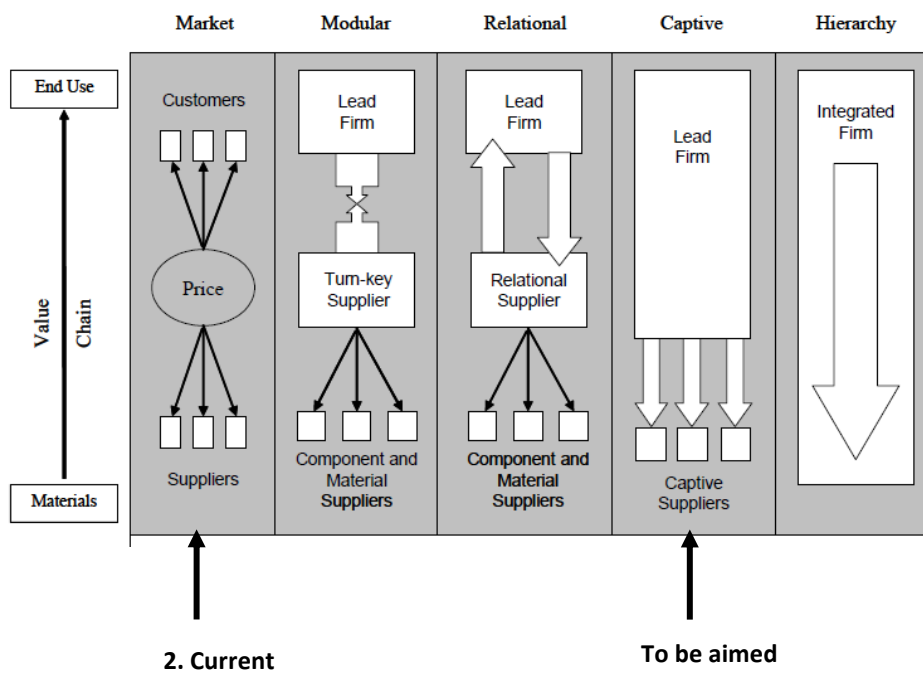 Market
Modular
Relational
Captive
Hierarchy
End Use
Value
Chain
Materials
Customers
Price
Suppliers
Lead
Firm
Turn-key
Supplier
Component and
Material
Suppliers
Lead
Firm
Relational
Supplier
Component and
Material
Suppliers
Lead
Firm
Captive
Suppliers
Integrated
Firm
2. Current
To be aimed